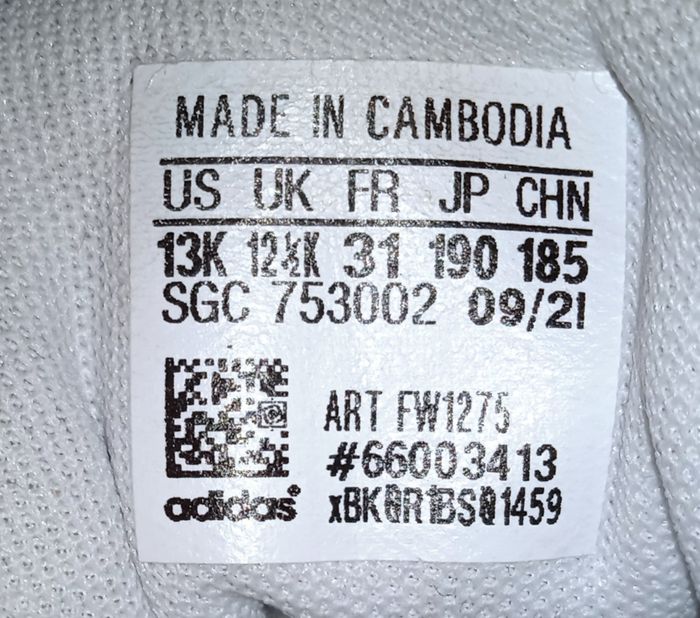 MADE IN CAMBODIA
US UK FR JP CHN
13K 12½K 31 190 185
SGC 753002 09/21
ART FW1275
#66003413
adidas®